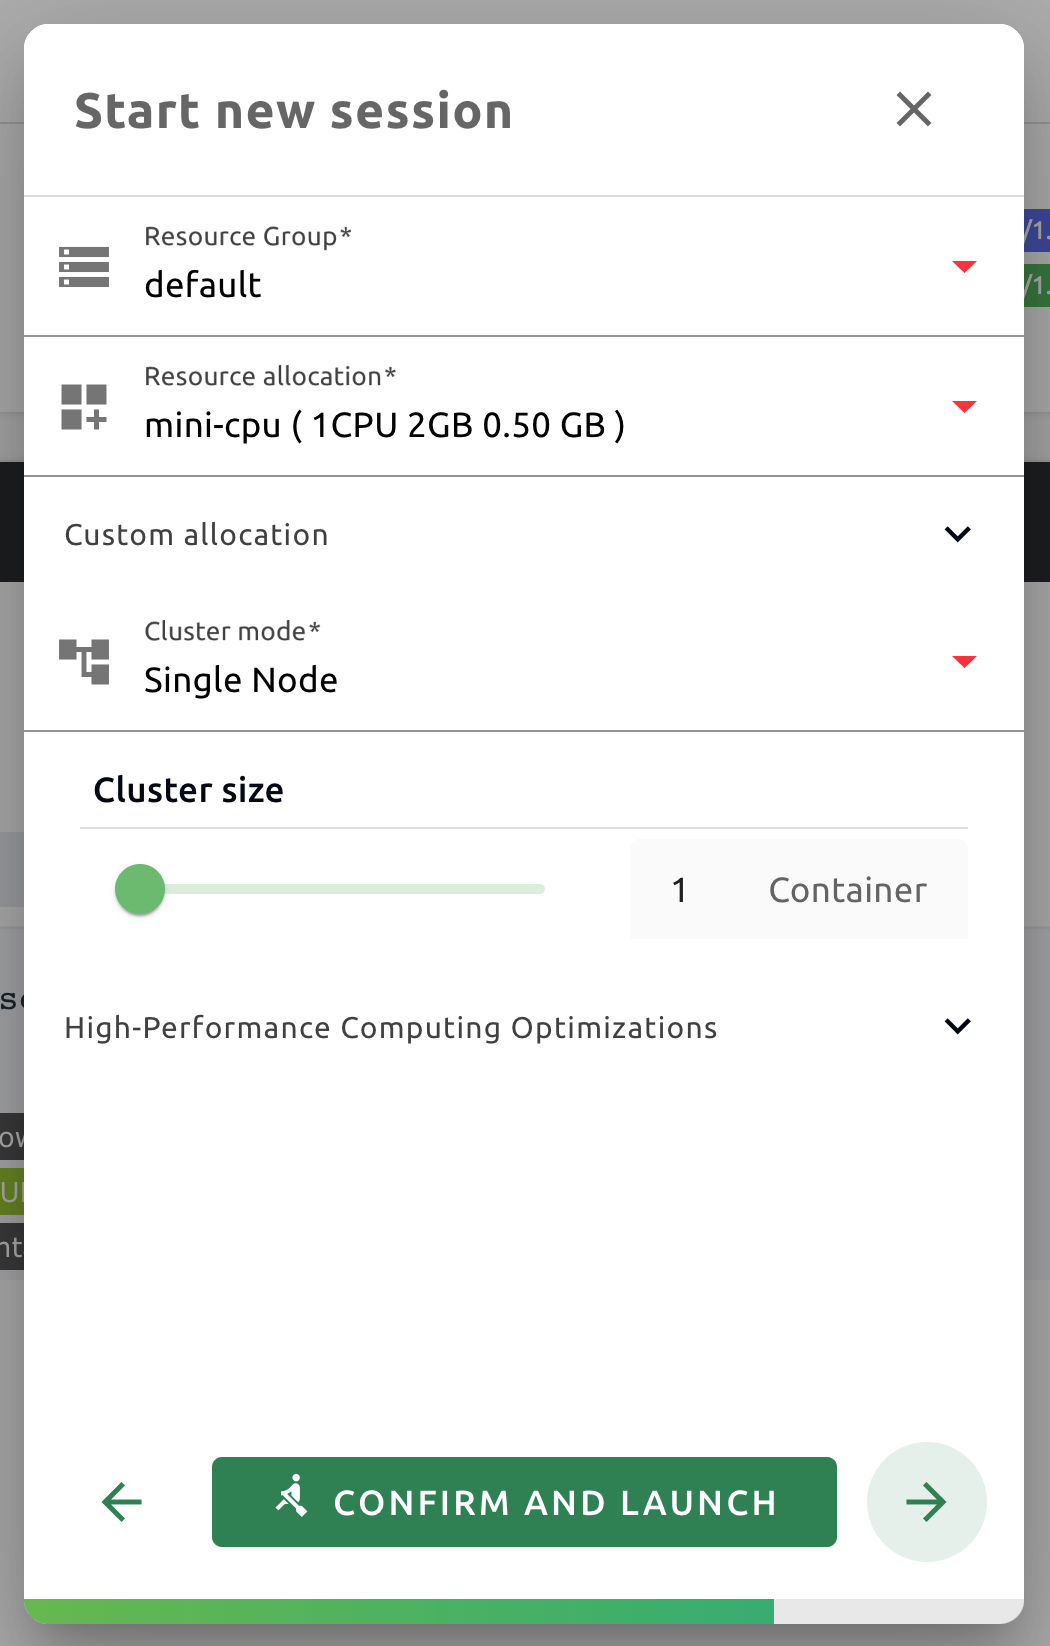 Start new session
Resource Group*
default
Resource allocation*
mini-cpu ( 1CPU 2GB 0.50 GB )
Custom allocation
Cluster mode*
Single Node
Cluster size
1 Container
High-Performance Computing Optimizations
CONFIRM AND LAUNCH